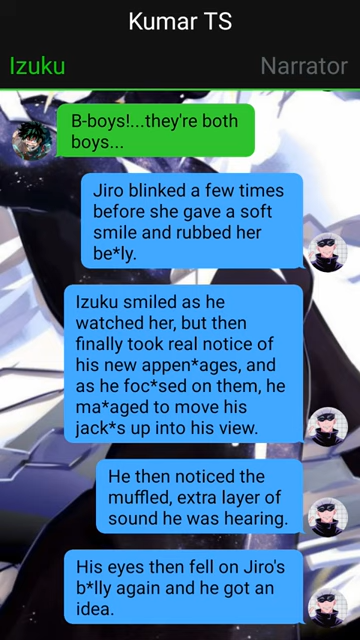 Kumar TS
Izuku
Narrator
B-boys!...they're both
boys...
Jiro blinked a few times
before she gave a soft
smile and rubbed her
be*ly.
Izuku smiled as he
watched her, but then
finally took real notice of
his new appen*ages, and
as he foc*sed on them, he
ma*aged to move his
jack*s up into his view.
He then noticed the
muffled, extra layer of
sound he was hearing.
His eyes then fell on Jiro's
b*lly again and he got an
idea.